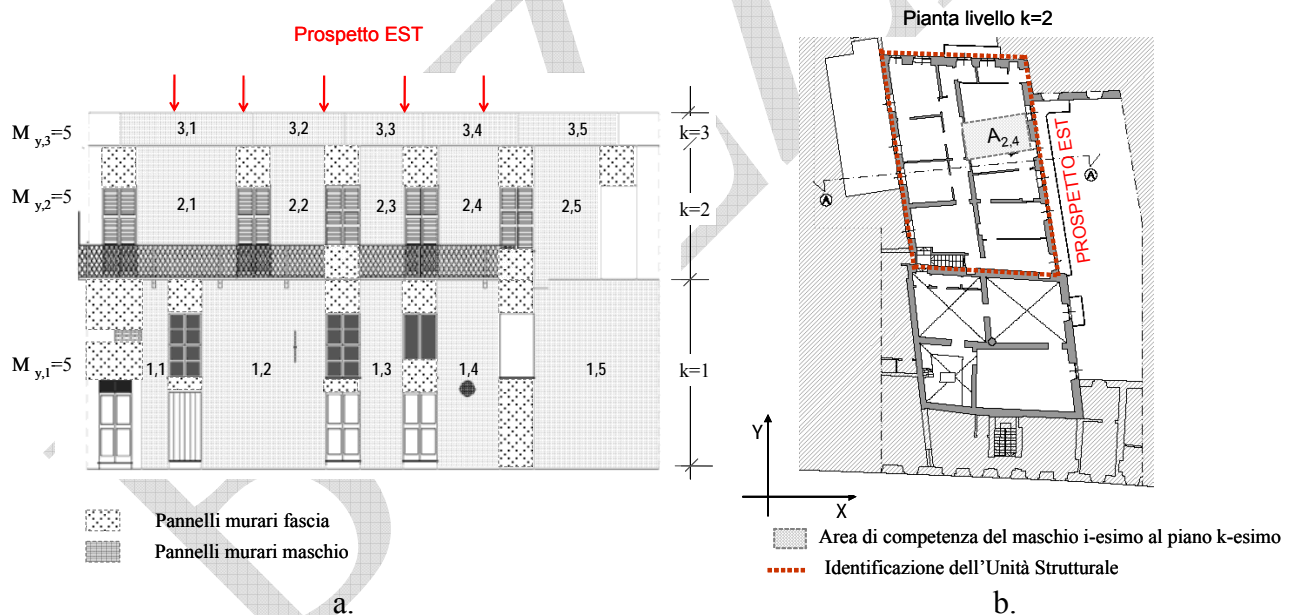 Prospetto EST
M y,3=5
3,1 3,2 3,3 3,4 3,5
k=3
M y,2=5
2,1 2,2 2,3 2,4 2,5
k=2
M y,1=5
1,1 1,2 1,3 1,4 1,5
k=1
Pannelli murari fascia
Pannelli murari maschio
a.
Pianta livello k=2
A2,4
PROSPETTO EST
A
A
Y
X
Area di competenza del maschio i-esimo al piano k-esimo
Identificazione dell'Unità Strutturale
b.